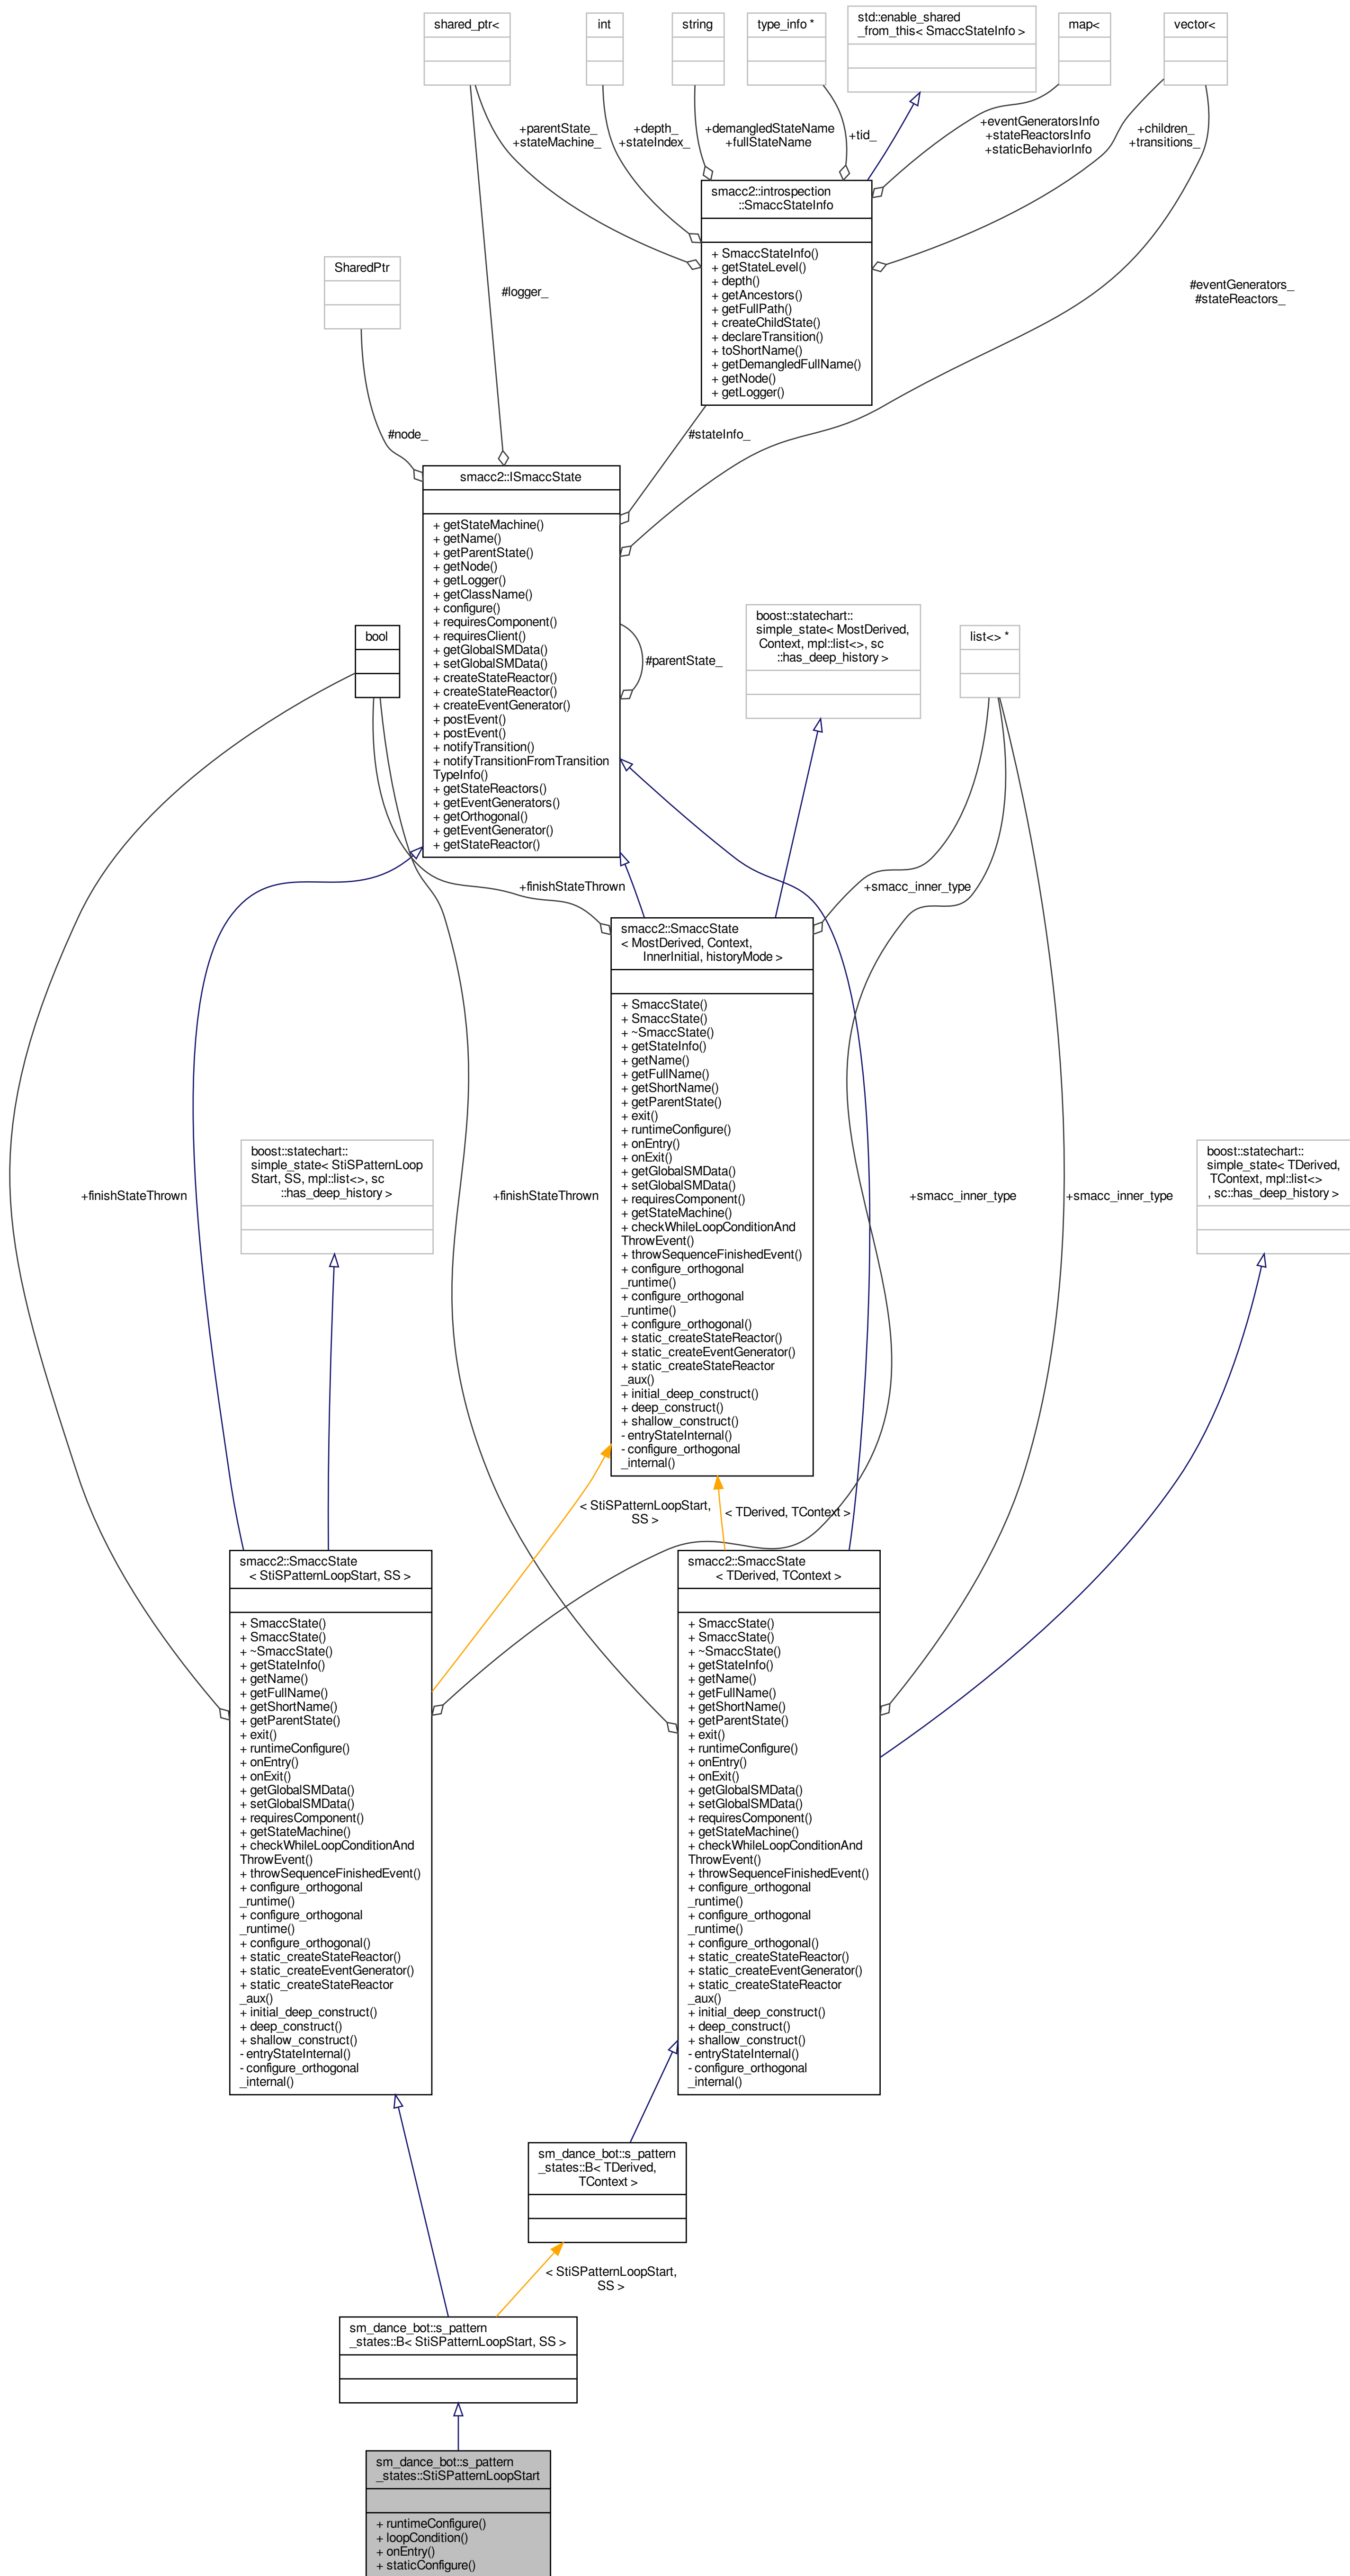 shared_ptr<
int
string
type_info *
std::enable_shared
_from_this< SmaccStateInfo >
map<
vector<
+parentState_
+stateMachine_
+depth_
+stateIndex_
+demangledStateName
+fullStateName
+tid_
+eventGeneratorsInfo
+stateReactorsInfo
+staticBehaviorInfo
+children_
+transitions_
smacc2::introspection
::SmaccStateInfo
+ SmaccStateInfo()
+ getStateLevel()
+ depth()
+ getAncestors()
+ getFullPath()
+ createChildState()
+ declareTransition()
+ toShortName()
+ getDemangledFullName()
+ getNode()
+ getLogger()
SharedPtr
#logger_
#eventGenerators_
#stateReactors_
#node_
#stateInfo_
smacc2::ISmaccState
+ getStateMachine()
+ getName()
+ getParentState()
+ getNode()
+ getLogger()
+ getClassName()
+ configure()
+ requiresComponent()
+ requiresClient()
+ getGlobalSMData()
+ setGlobalSMData()
+ createStateReactor()
+ createStateReactor()
+ createEventGenerator()
+ postEvent()
+ postEvent()
+ notifyTransition()
+ notifyTransitionFromTransition
TypeInfo()
+ getStateReactors()
+ getEventGenerators()
+ getOrthogonal()
+ getEventGenerator()
+ getStateReactor()
#parentState_
bool
boost::statechart::
simple_state< MostDerived,
Context, mpl::list<>, sc
::has_deep_history >
list<> *
+finishStateThrown
+smacc_inner_type
smacc2::SmaccState
< MostDerived, Context,
InnerInitial, historyMode >
+ SmaccState()
+ SmaccState()
+ ~SmaccState()
+ getStateInfo()
+ getName()
+ getFullName()
+ getShortName()
+ getParentState()
+ exit()
+ runtimeConfigure()
+ onEntry()
+ onExit()
+ getGlobalSMData()
+ setGlobalSMData()
+ requiresComponent()
+ getStateMachine()
+ checkWhileLoopConditionAnd
ThrowEvent()
+ throwSequenceFinishedEvent()
+ configure_orthogonal
_runtime()
+ configure_orthogonal
_runtime()
+ configure_orthogonal()
+ static_createStateReactor()
+ static_createEventGenerator()
+ static_createStateReactor
_aux()
+ initial_deep_construct()
+ deep_construct()
+ shallow_construct()
- entryStateInternal()
- configure_orthogonal
_internal()
boost::statechart::
simple_state< StiSPatternLoop
Start, SS, mpl::list<>, sc
::has_deep_history >
boost::statechart::
simple_state< TDerived,
TContext, mpl::list<>
, sc::has_deep_history >
+finishStateThrown
+finishStateThrown
+smacc_inner_type
+smacc_inner_type
< StiSPatternLoopStart,
SS >
< TDerived, TContext >
smacc2::SmaccState
< StiSPatternLoopStart, SS >
+ SmaccState()
+ SmaccState()
+ ~SmaccState()
+ getStateInfo()
+ getName()
+ getFullName()
+ getShortName()
+ getParentState()
+ exit()
+ runtimeConfigure()
+ onEntry()
+ onExit()
+ getGlobalSMData()
+ setGlobalSMData()
+ requiresComponent()
+ getStateMachine()
+ checkWhileLoopConditionAnd
ThrowEvent()
+ throwSequenceFinishedEvent()
+ configure_orthogonal
_runtime()
+ configure_orthogonal
_runtime()
+ configure_orthogonal()
+ static_createStateReactor()
+ static_createEventGenerator()
+ static_createStateReactor
_aux()
+ initial_deep_construct()
+ deep_construct()
+ shallow_construct()
- entryStateInternal()
- configure_orthogonal
_internal()
smacc2::SmaccState
< TDerived, TContext >
+ SmaccState()
+ SmaccState()
+ ~SmaccState()
+ getStateInfo()
+ getName()
+ getFullName()
+ getShortName()
+ getParentState()
+ exit()
+ runtimeConfigure()
+ onEntry()
+ onExit()
+ getGlobalSMData()
+ setGlobalSMData()
+ requiresComponent()
+ getStateMachine()
+ checkWhileLoopConditionAnd
ThrowEvent()
+ throwSequenceFinishedEvent()
+ configure_orthogonal
_runtime()
+ configure_orthogonal
_runtime()
+ configure_orthogonal()
+ static_createStateReactor()
+ static_createEventGenerator()
+ static_createStateReactor
_aux()
+ initial_deep_construct()
+ deep_construct()
+ shallow_construct()
- entryStateInternal()
- configure_orthogonal
_internal()
sm_dance_bot::s_pattern
_states::B< TDerived,
TContext >
< StiSPatternLoopStart,
SS >
sm_dance_bot::s_pattern
_states::B< StiSPatternLoopStart, SS >
sm_dance_bot::s_pattern
_states::StiSPatternLoopStart
+ runtimeConfigure()
+ loopCondition()
+ onEntry()
+ staticConfigure()